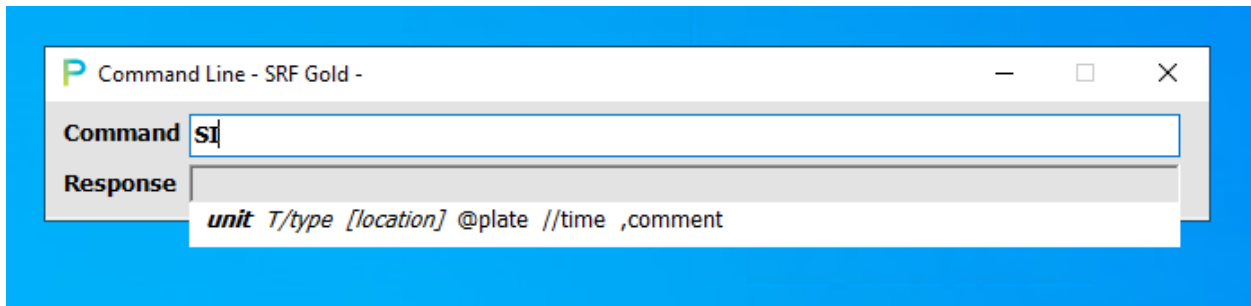 Command Line - SRF Gold -
Command SI
Response
unit T/type [location] @plate //time ,comment